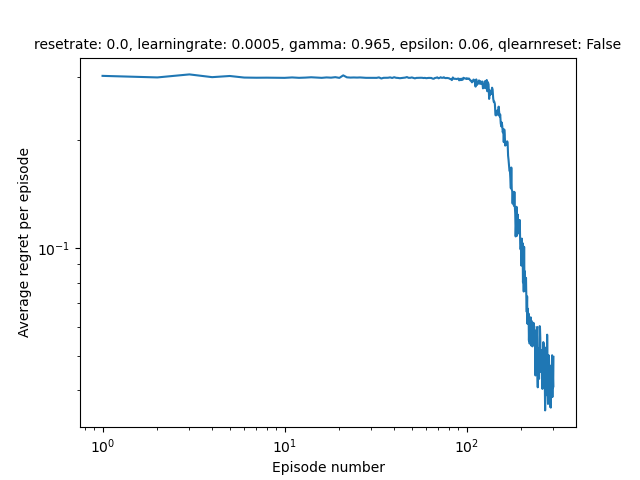 resetrate: 0.0, learningrate: 0.0005, gamma: 0.965, epsilon: 0.06, qlearnreset: False
Average regret per episode
10⁻¹
10⁰ 10¹ 10²
Episode number